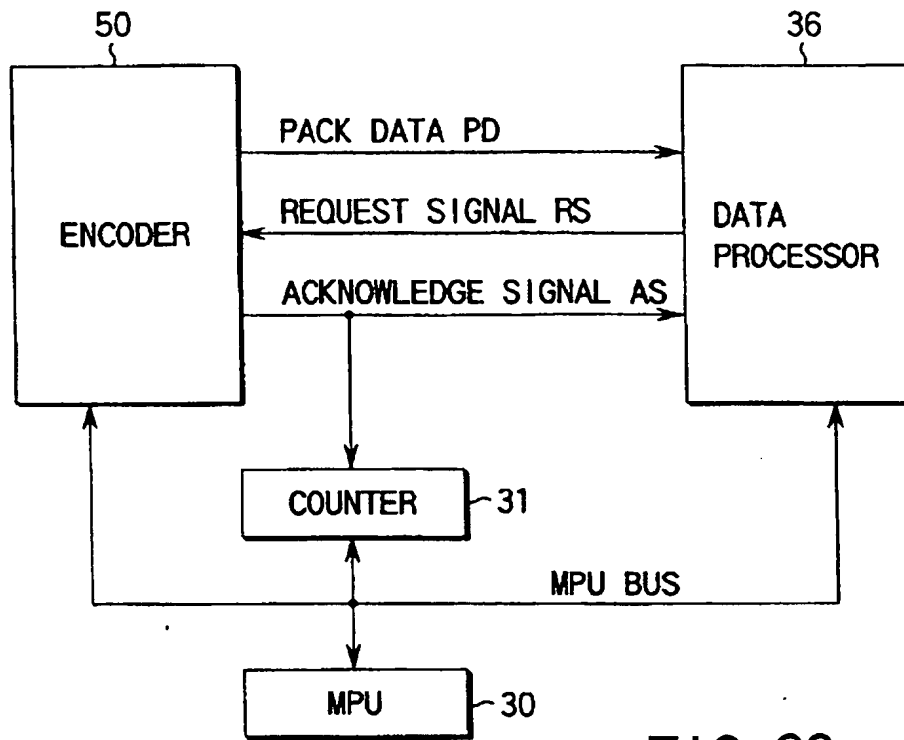 50
36
PACK DATA PD
REQUEST SIGNAL RS
ENCODER
DATA
PROCESSOR
ACKNOWLEDGE SIGNAL AS
COUNTER
31
MPU BUS
MPU
30